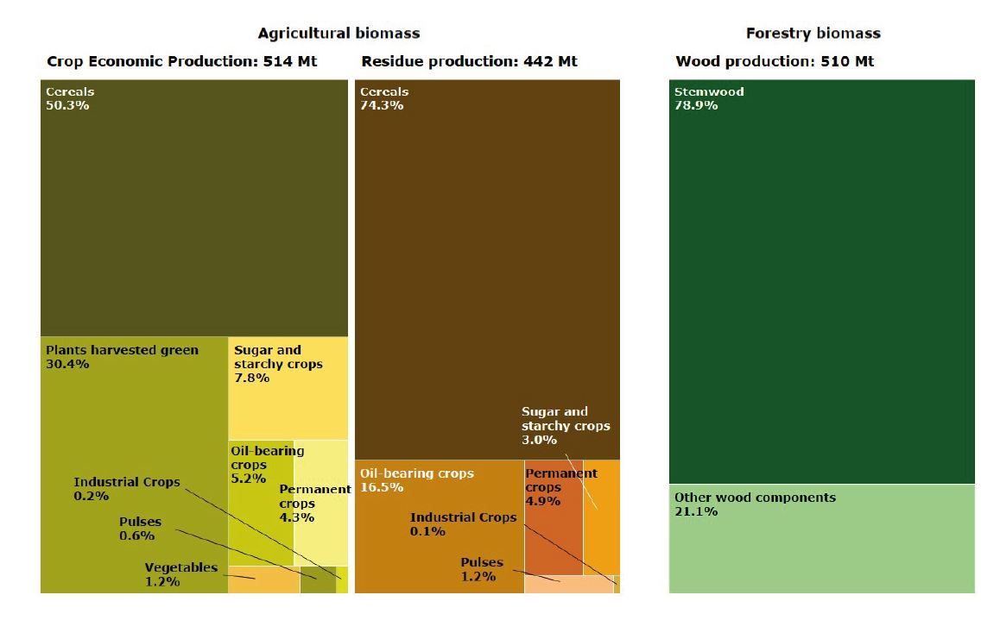 Agricultural biomass
Forestry biomass
Crop Economic Production: 514 Mt
Residue production: 442 Mt
Wood production: 510 Mt
Cereals
50.3%
Plants harvested green
30.4%
Sugar and
starchy crops
7.8%
Oil-bearing
crops
5.2%
Permanent
crops
4.3%
Industrial Crops
0.2%
Pulses
0.6%
Vegetables
1.2%
Cereals
74.3%
Sugar and
starchy crops
3.0%
Oil-bearing crops
16.5%
Permanent
crops
4.9%
Industrial Crops
0.1%
Pulses
1.2%
Stemwood
78.9%
Other wood components
21.1%